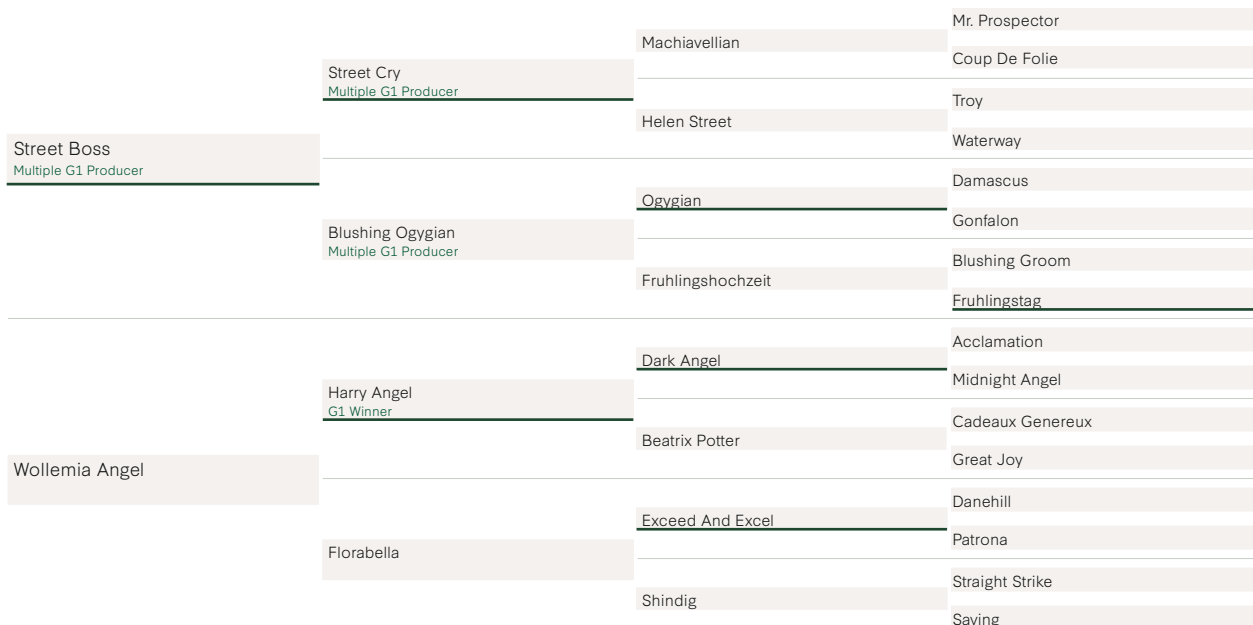 Street Boss
Multiple G1 Producer
Wollemia Angel
Street Cry
Multiple G1 Producer
Blushing Ogygian
Multiple G1 Producer
Harry Angel
G1 Winner
Florabella
Machiavellian
Helen Street
Ogygian
Fruhlingshochzeit
Dark Angel
Beatrix Potter
Exceed And Excel
Shindig
Mr. Prospector
Coup De Folie
Troy
Waterway
Damascus
Gonfalon
Blushing Groom
Fruhlingstag
Acclamation
Midnight Angel
Cadeaux Genereux
Great Joy
Danehill
Patrona
Straight Strike
Saying